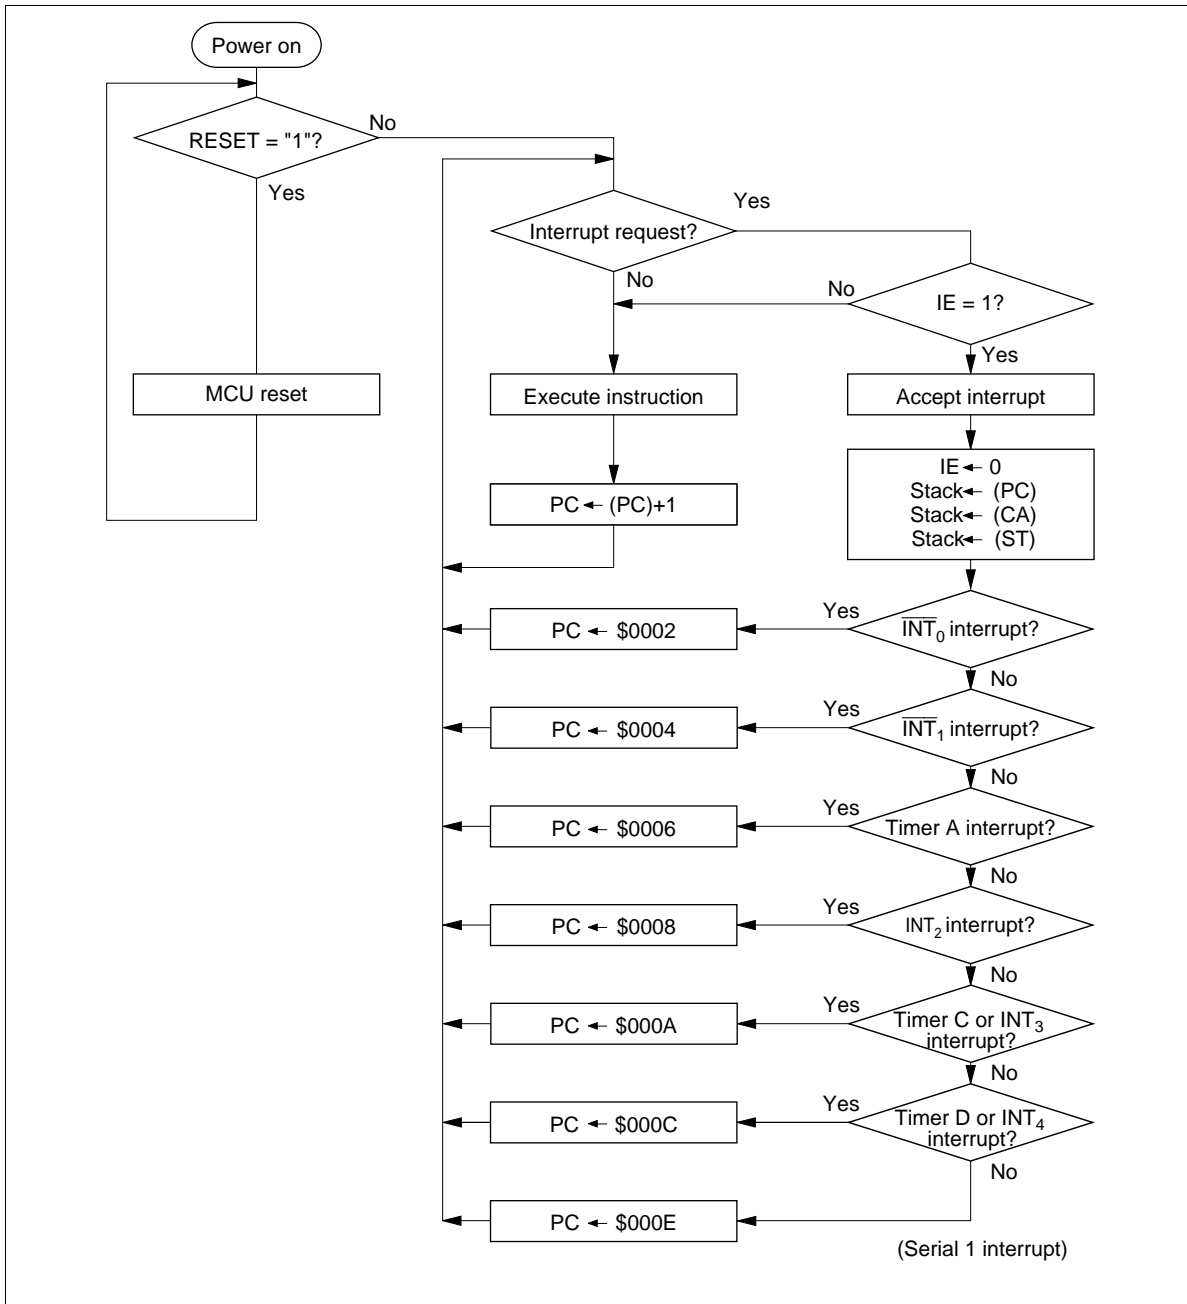 Power on
RESET = "1"?
No
Yes
MCU reset
Interrupt request?
Yes
No
IE = 1?
No
Yes
Execute instruction
Accept interrupt
PC ← (PC)+1
IE ← 0
Stack ← (PC)
Stack ← (CA)
Stack ← (ST)
PC ← $0002
Yes
I̅N̅T̅₀ interrupt?
No
PC ← $0004
Yes
I̅N̅T̅₁ interrupt?
No
PC ← $0006
Yes
Timer A interrupt?
No
PC ← $0008
Yes
INT₂ interrupt?
No
PC ← $000A
Yes
Timer C or INT₃
interrupt?
No
PC ← $000C
Yes
Timer D or INT₄
interrupt?
No
PC ← $000E
(Serial 1 interrupt)